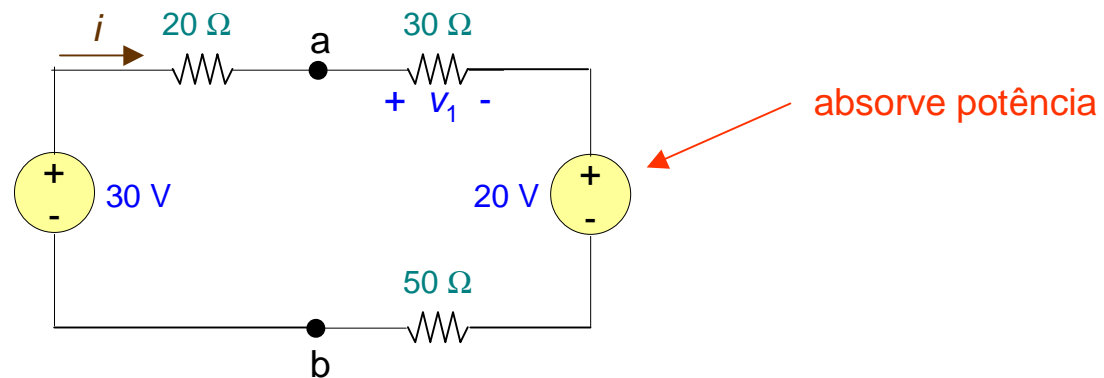 i
20 Ω
a
30 Ω
+ v1 -
absorve potência
+
-
30 V
20 V
+
-
50 Ω
b